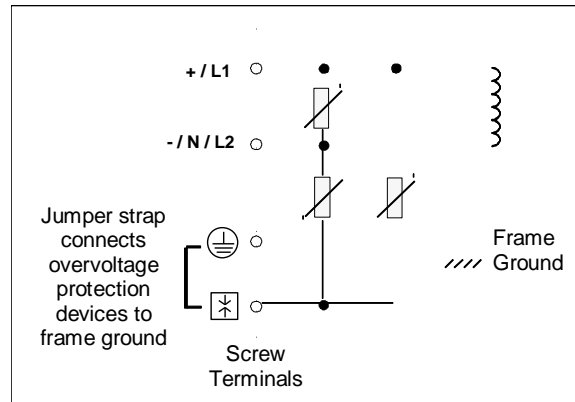 + / L1
- / N / L2
Jumper strap
connects
overvoltage
protection
devices to
frame ground
Frame
Ground
Screw
Terminals